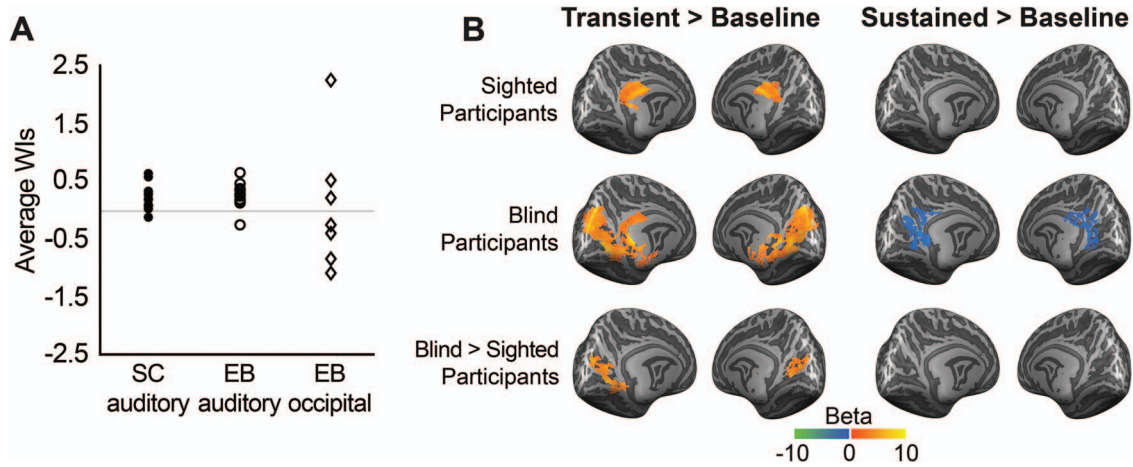 A
2.5
1.5
0.5
-0.5
-1.5
-2.5
Average WIs
SC
auditory
EB
auditory
EB
occipital
B
Transient > Baseline
Sustained > Baseline
Sighted
Participants
Blind
Participants
Blind > Sighted
Participants
Beta
-10
0
10